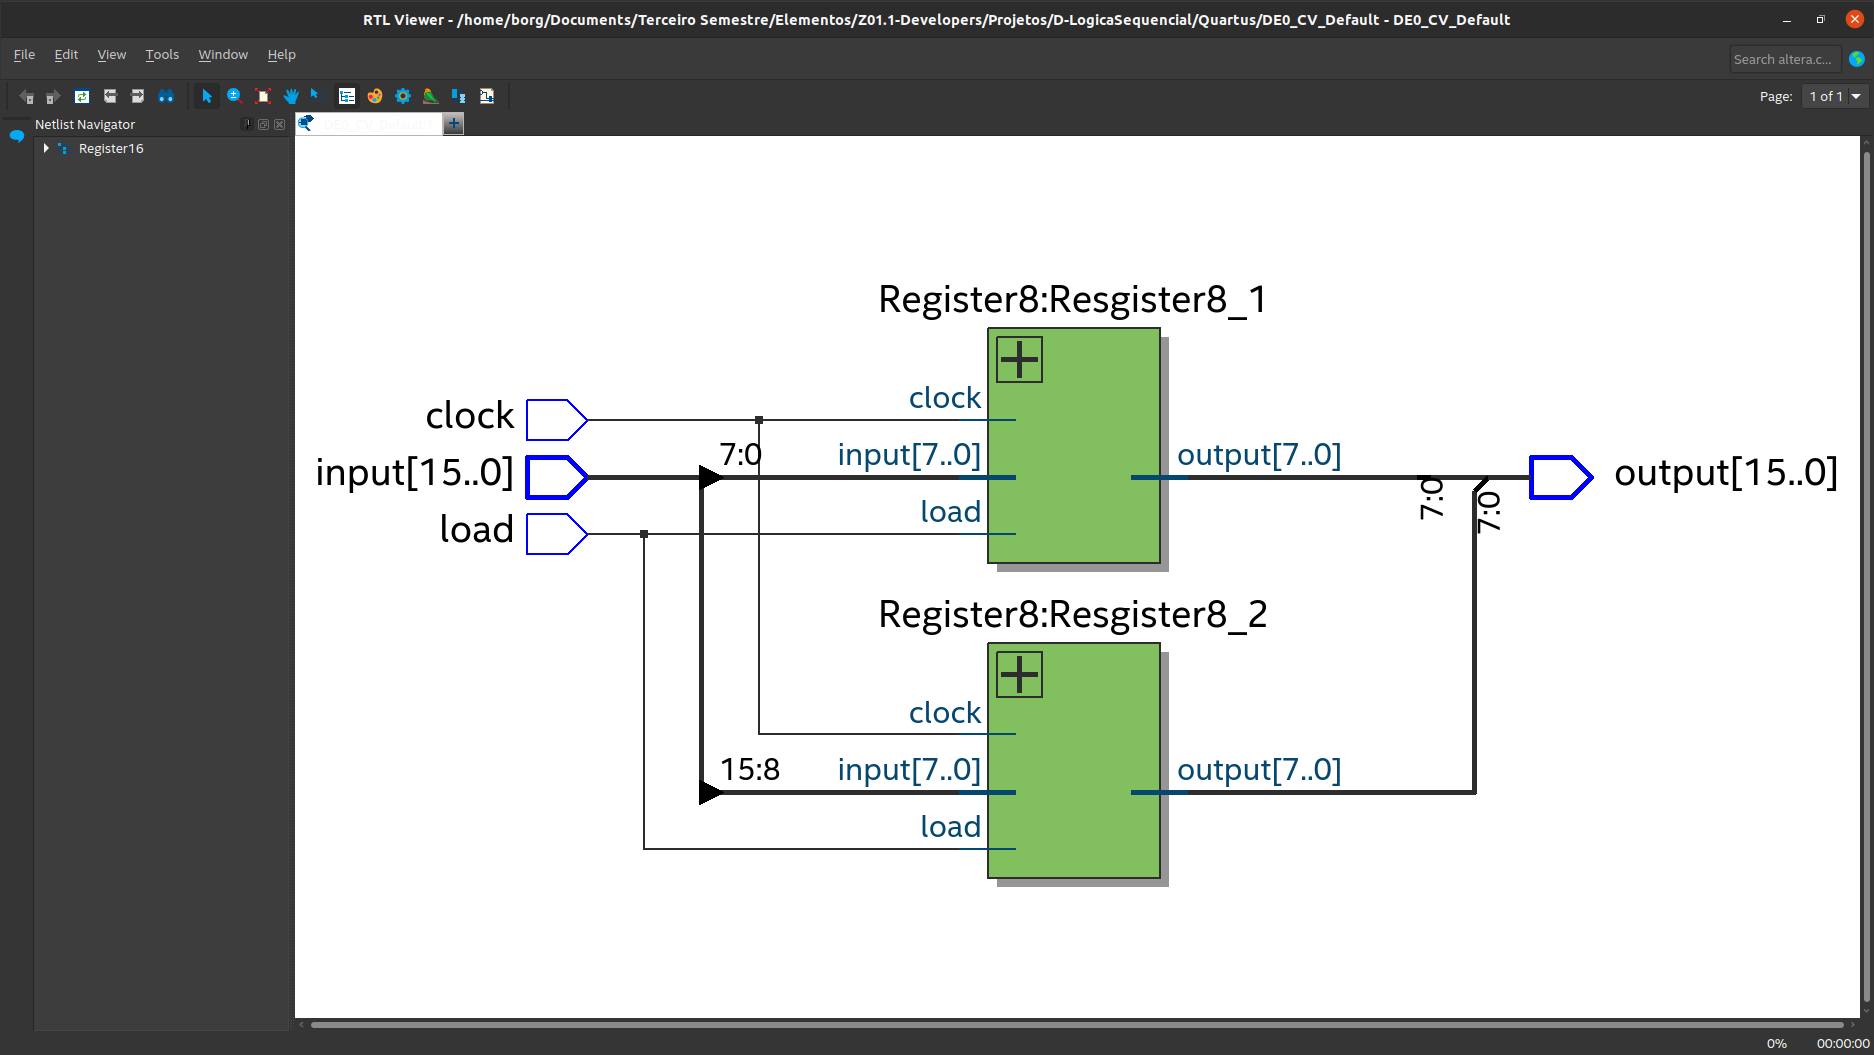 RTL Viewer - /home/borg/Documents/Terceiro Semestre/Elementos/Z01.1-Developers/Projetos/D-LogicaSequencial/Quartus/DE0_CV_Default - DE0_CV_Default
File Edit View Tools Window Help
Search altera.c...
Page: 1 of 1
Netlist Navigator
Register16
Register8:Resgister8_1
clock
clock
7:0
input[7..0]
output[7..0]
input[15..0]
output[15..0]
load
load
7:0
7:0
Register8:Resgister8_2
clock
15:8
input[7..0]
output[7..0]
load
0%
00:00:00